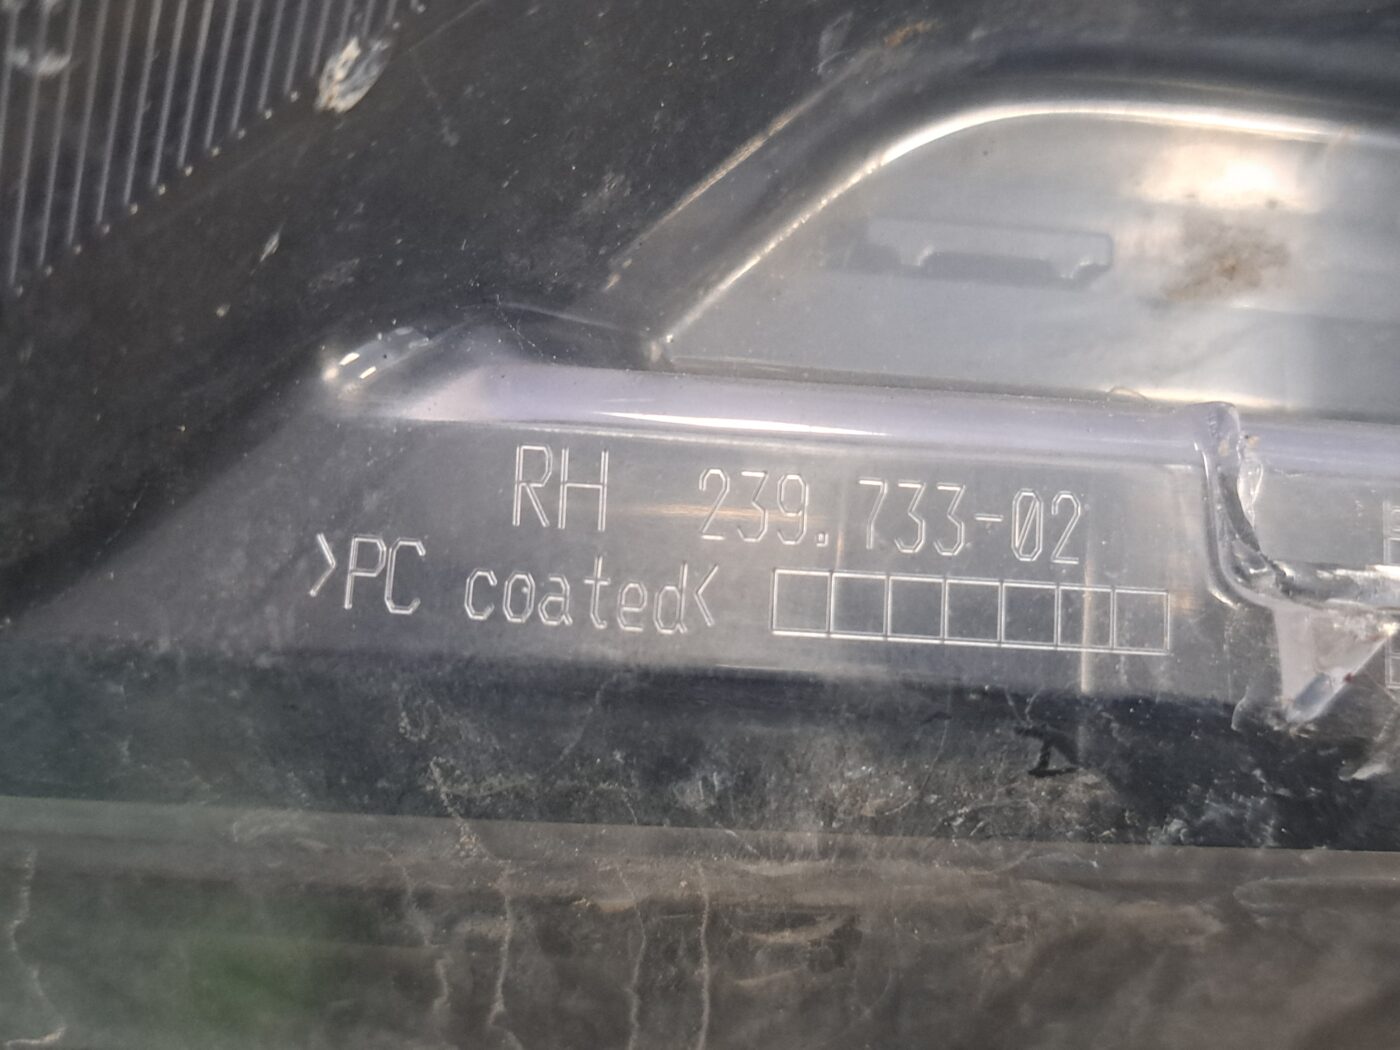 RH 239.733-02
>PC coated<